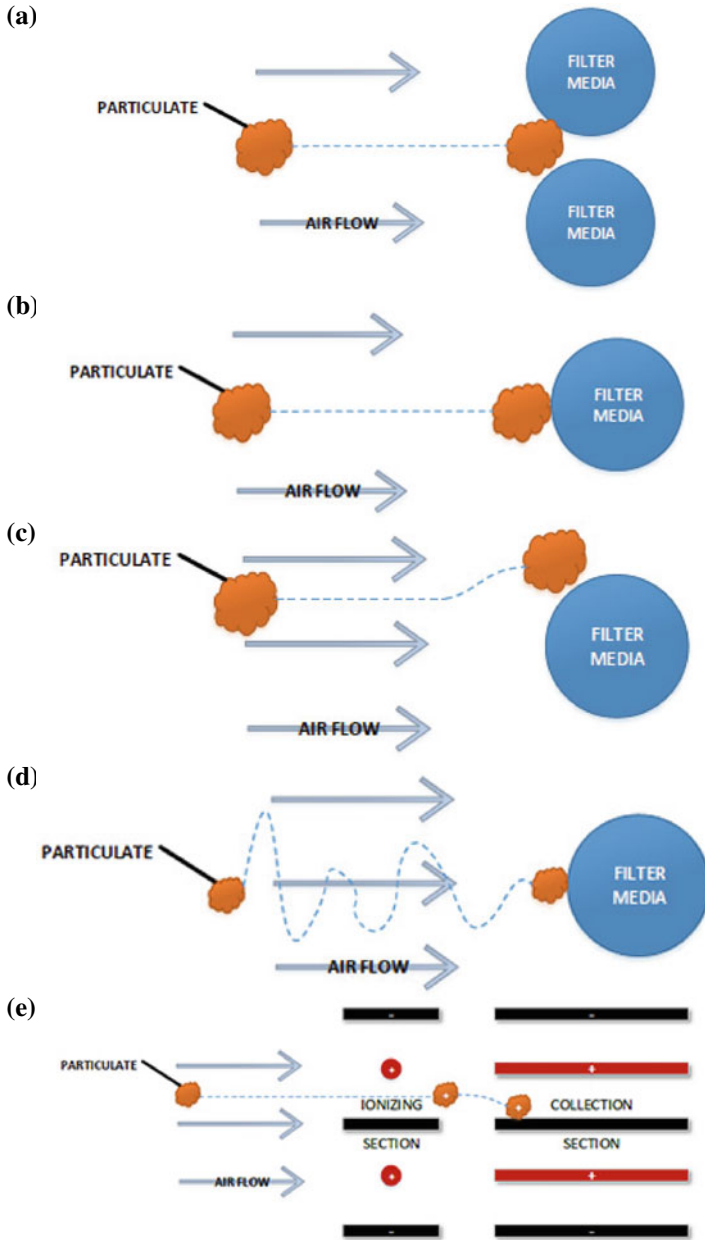 (a)
FILTER
MEDIA
PARTICULATE
AIR FLOW
FILTER
MEDIA
(b)
PARTICULATE
FILTER
MEDIA
AIR FLOW
(c)
PARTICULATE
FILTER
MEDIA
AIR FLOW
(d)
PARTICULATE
FILTER
MEDIA
AIR FLOW
(e)
- -
PARTICULATE
+ +
+
IONIZING COLLECTION
+
SECTION SECTION
AIR FLOW
+ +
- -